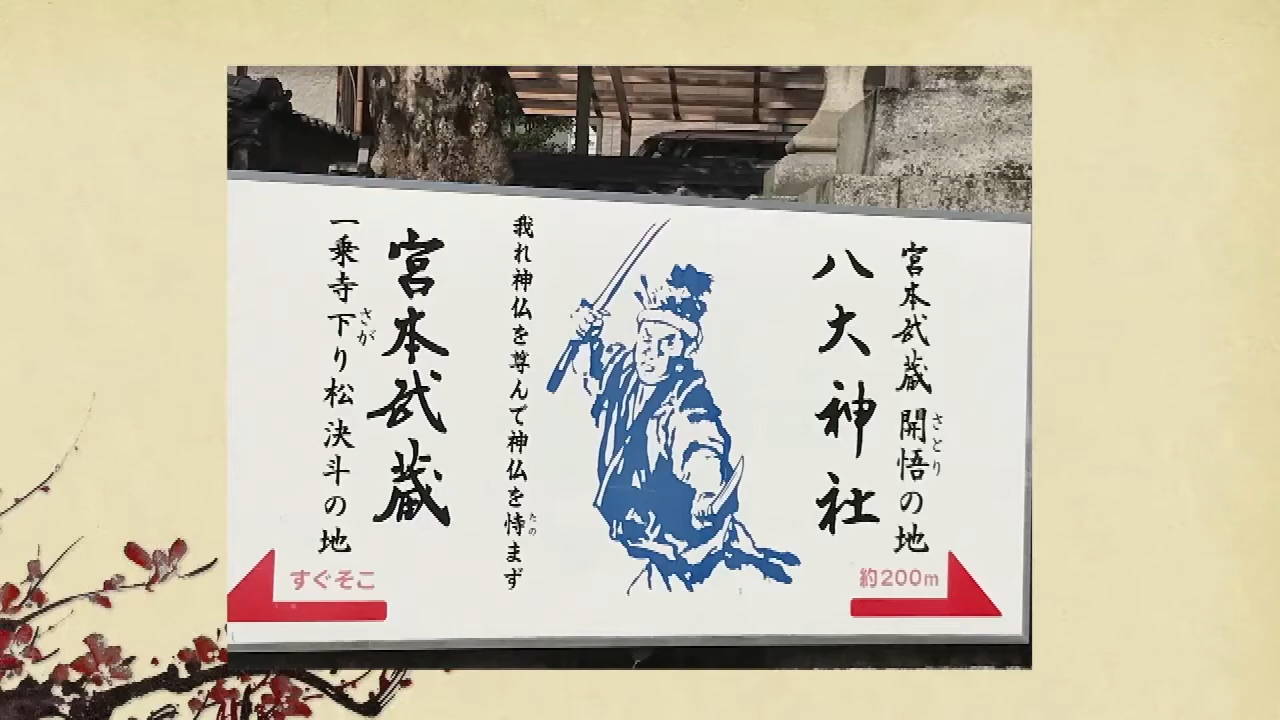 宮本武蔵 開悟の地
さとり
八大神社
約200m
我れ神仏を尊んで神仏を恃まず
たの
宮本武蔵
一乗寺下り松決斗の地
さが
すぐそこ